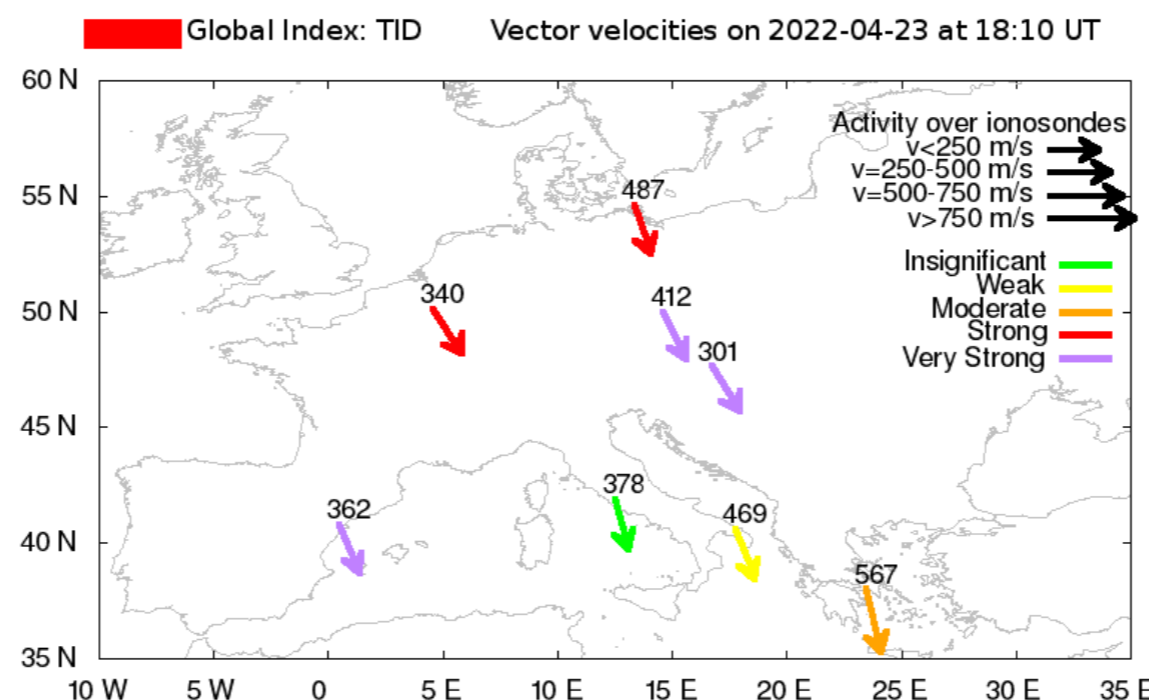 Global Index: TID Vector velocities on 2022-04-23 at 18:10 UT
60 N
Activity over ionosondes
v<250 m/s
v=250-500 m/s
v=500-750 m/s
v>750 m/s
55 N
487
Insignificant
Weak
Moderate
Strong
Very Strong
340
412
50 N
301
45 N
378
362
469
40 N
567
35 N
10 W 5 W 0 5 E 10 E 15 E 20 E 25 E 30 E 35 E